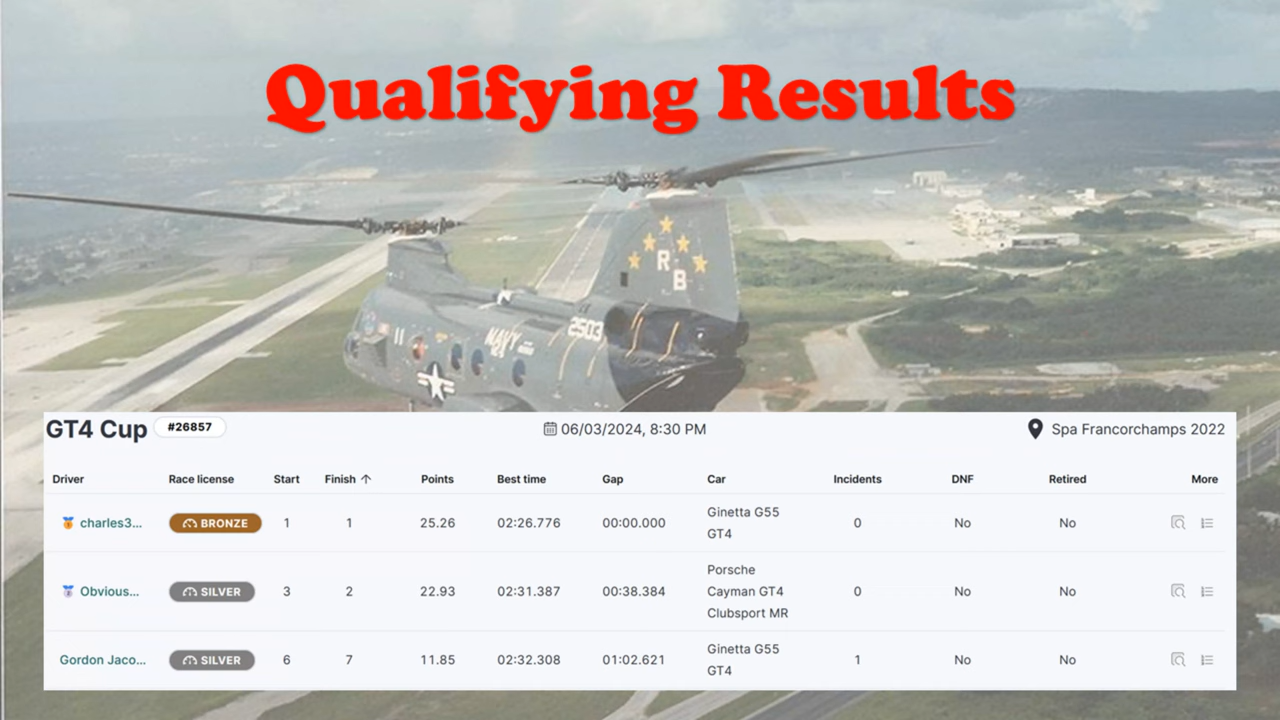 Qualifying Results
R
B
2503
NAVY
11
GT4 Cup #26857 06/03/2024, 8:30 PM Spa Francorchamps 2022
Driver Race license Start Finish ↑ Points Best time Gap Car Incidents DNF Retired More
charles3... BRONZE 1 1 25.26 02:26.776 00:00.000 Ginetta G55 GT4 0 No No
Obvious... SILVER 3 2 22.93 02:31.387 00:38.384 Porsche Cayman GT4 Clubsport MR 0 No No
Gordon Jaco... SILVER 6 7 11.85 02:32.308 01:02.621 Ginetta G55 GT4 1 No No